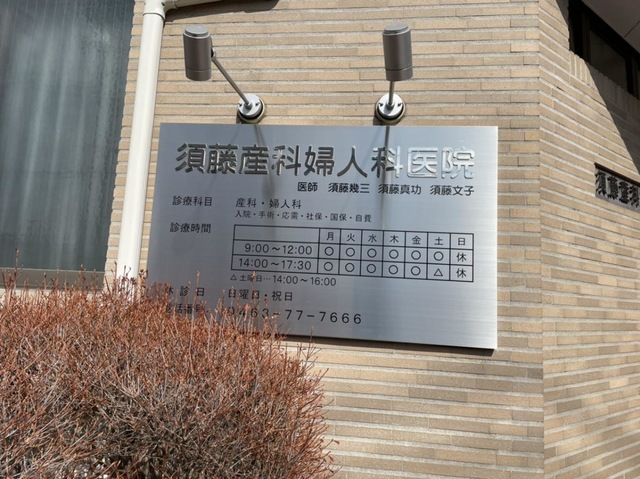 須藤産科婦人科医院
医師 須藤幾三 須藤真功 須藤文子
診療科目 産科・婦人科
入院・手術・応需・社保・国保・自費
診療時間
月 火 水 木 金 土 日
9:00〜12:00 ○ ○ ○ ○ ○ ○ 休
14:00〜17:30 ○ ○ ○ ○ ○ △ 休
△土曜日…14:00〜16:00
休診日 日曜日・祝日
0463-77-7666
須藤産